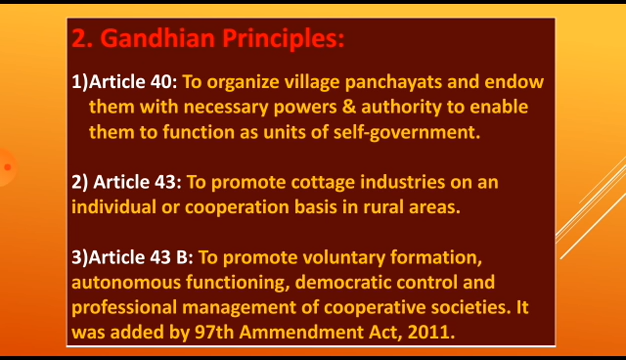 2. Gandhian Principles:
1)Article 40: To organize village panchayats and endow
them with necessary powers & authority to enable
them to function as units of self-government.
2) Article 43: To promote cottage industries on an
individual or cooperation basis in rural areas.
3)Article 43 B: To promote voluntary formation,
autonomous functioning, democratic control and
professional management of cooperative societies. It
was added by 97th Ammendment Act, 2011.